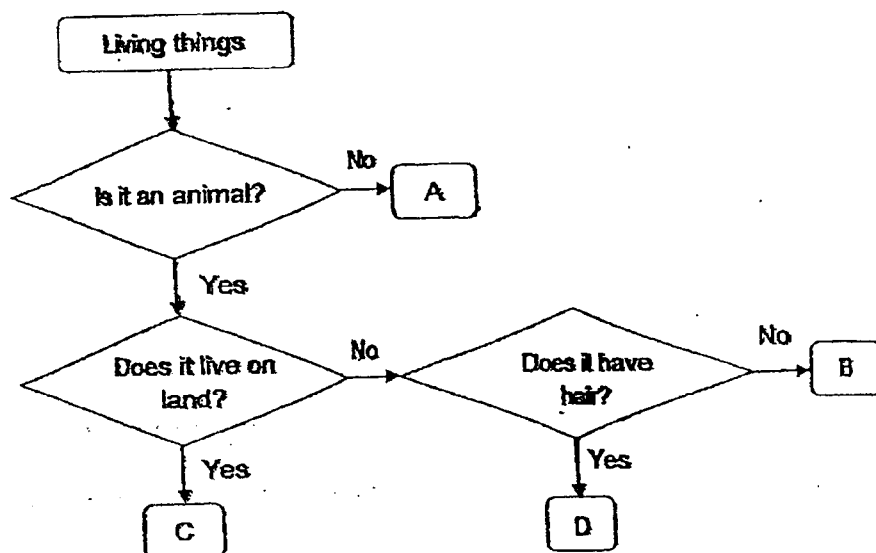 Living things
Is it an animal?
No
A
Yes
Does it live on
land?
No
Does it have
hair?
No
B
Yes
C
Yes
D